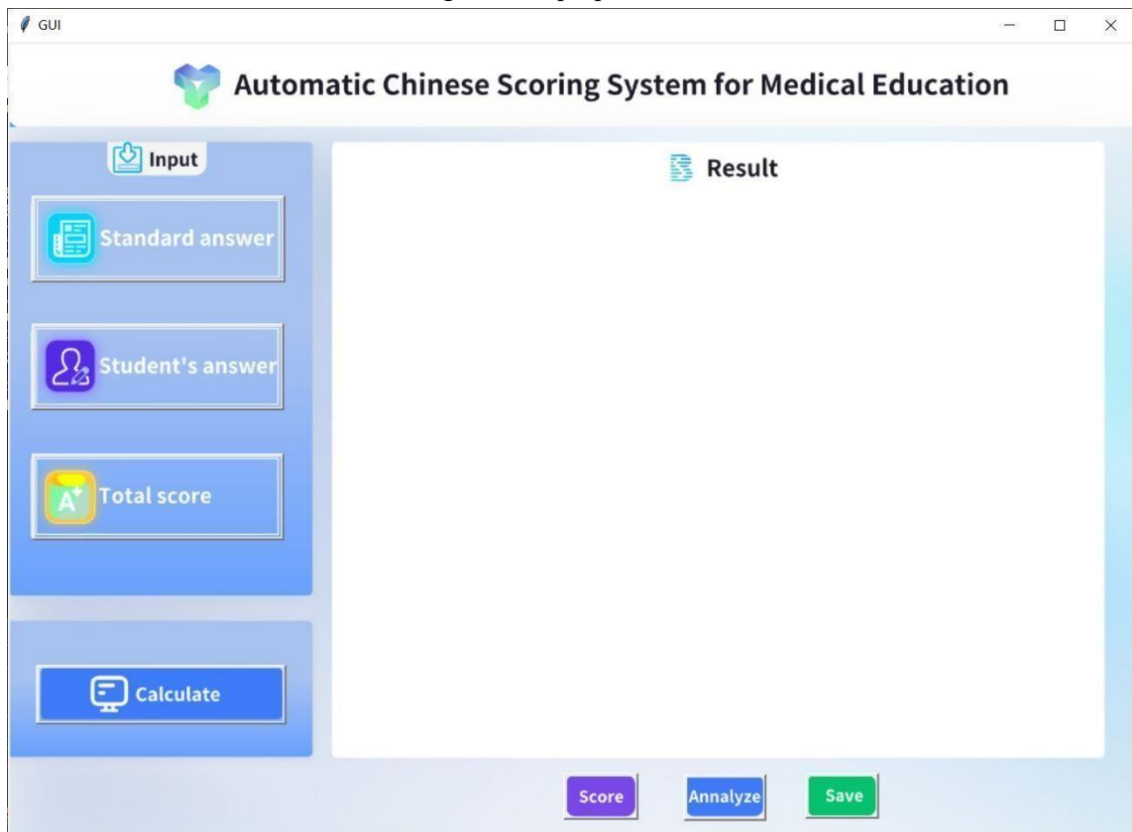 GUI
Automatic Chinese Scoring System for Medical Education
Input
Result
Standard answer
Student's answer
A+
Total score
Calculate
Score
Annalyze
Save